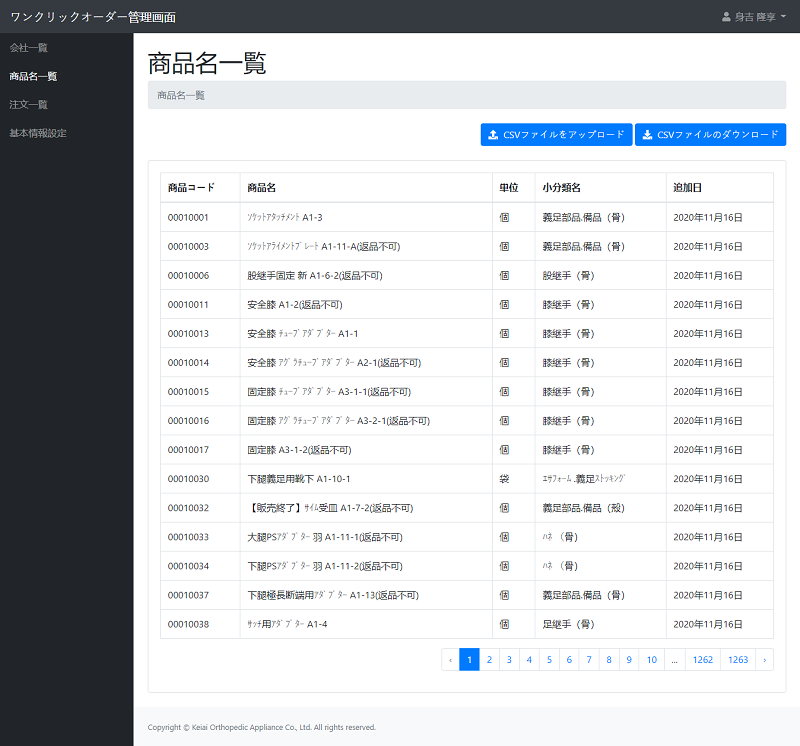 ワンクリックオーダー管理画面
身吉 隆享
会社一覧
商品名一覧
注文一覧
基本情報設定
商品名一覧
商品名一覧
CSVファイルをアップロード
CSVファイルのダウンロード
商品コード 商品名 単位 小分類名 追加日
00010001 ｿｹｯﾄｱﾀｯﾁﾒﾝﾄ A1-3 個 義足部品.備品（骨） 2020年11月16日
00010003 ｿｹｯﾄｱﾗｲﾒﾝﾄﾌﾟﾚｰﾄ A1-11-A(返品不可) 個 義足部品.備品（骨） 2020年11月16日
00010006 股継手固定 新 A1-6-2(返品不可) 個 股継手（骨） 2020年11月16日
00010011 安全膝 A1-2(返品不可) 個 膝継手（骨） 2020年11月16日
00010013 安全膝 ﾁｭｰﾌﾞｱﾀﾞﾌﾟﾀｰ A1-1 個 膝継手（骨） 2020年11月16日
00010014 安全膝 ｱｸﾞﾗﾁｭｰﾌﾞｱﾀﾞﾌﾟﾀｰ A2-1(返品不可) 個 膝継手（骨） 2020年11月16日
00010015 固定膝 ﾁｭｰﾌﾞｱﾀﾞﾌﾟﾀｰ A3-1-1(返品不可) 個 膝継手（骨） 2020年11月16日
00010016 固定膝 ｱｸﾞﾗﾁｭｰﾌﾞｱﾀﾞﾌﾟﾀｰ A3-2-1(返品不可) 個 膝継手（骨） 2020年11月16日
00010017 固定膝 A3-1-2(返品不可) 個 膝継手（骨） 2020年11月16日
00010030 下腿義足用靴下 A1-10-1 袋 ｴｻﾌｫｰﾑ.義足ｽﾄｯｷﾝｸﾞ 2020年11月16日
00010032 【販売終了】ｻｲﾑ受皿 A1-7-2(返品不可) 個 義足部品.備品（殻） 2020年11月16日
00010033 大腿PSｱﾀﾞﾌﾟﾀｰ 羽 A1-11-1(返品不可) 個 ﾊﾈ （骨） 2020年11月16日
00010034 下腿PSｱﾀﾞﾌﾟﾀｰ 羽 A1-11-2(返品不可) 個 ﾊﾈ （骨） 2020年11月16日
00010037 下腿極長断端用ｱﾀﾞﾌﾟﾀｰ A1-13(返品不可) 個 義足部品.備品（骨） 2020年11月16日
00010038 ｻｯﾁ用ｱﾀﾞﾌﾟﾀｰ A1-4 個 足継手（骨） 2020年11月16日
‹ 1 2 3 4 5 6 7 8 9 10 ... 1262 1263 ›
Copyright © Keiai Orthopedic Appliance Co., Ltd. All rights reserved.